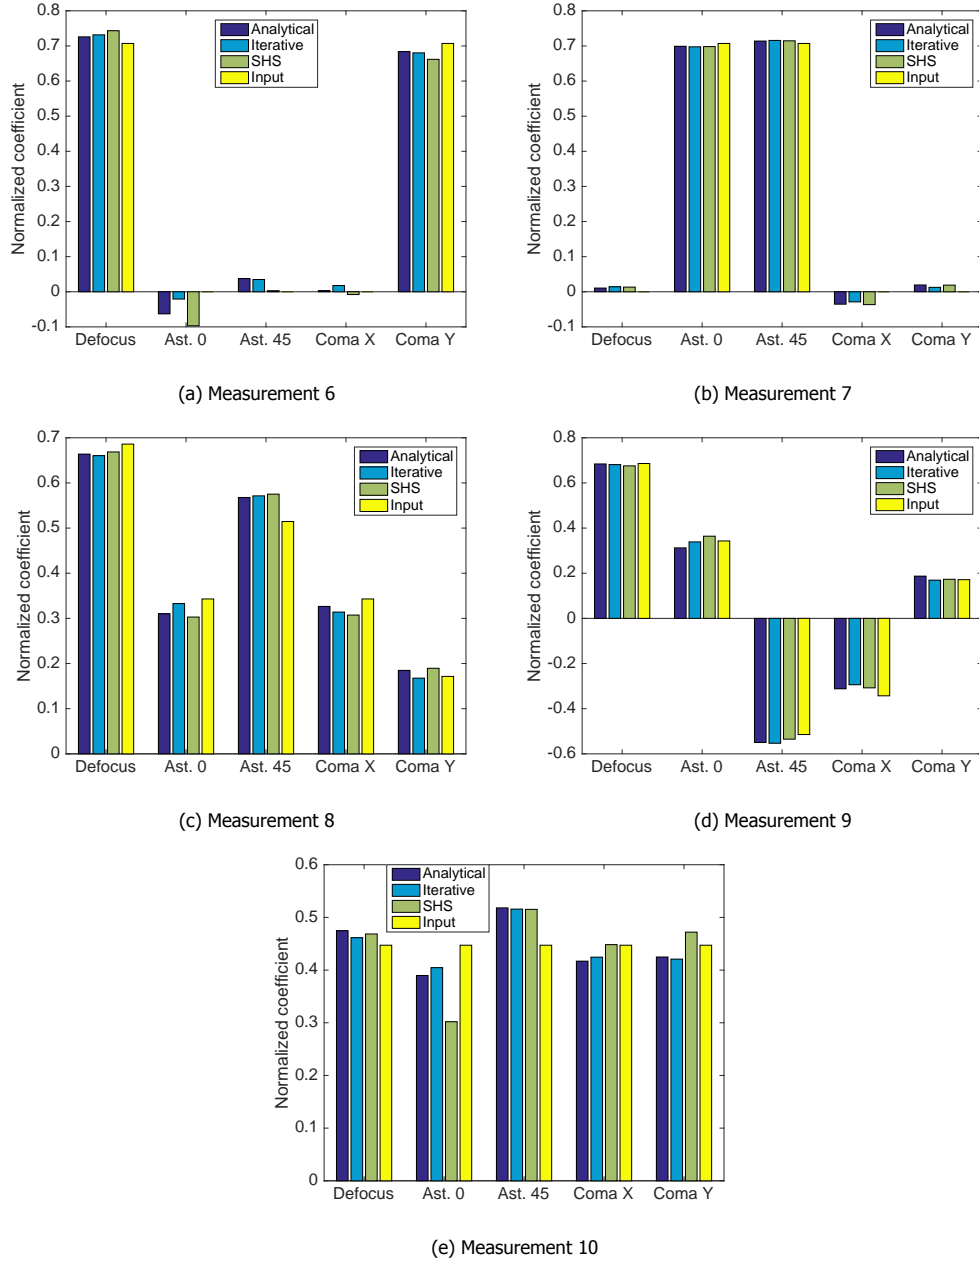 0.8
0.7
0.6
0.5
0.4
0.3
0.2
0.1
0
-0.1
Normalized coefficient
Analytical
Iterative
SHS
Input
Defocus Ast. 0 Ast. 45 Coma X Coma Y
(a) Measurement 6
0.8
0.7
0.6
0.5
0.4
0.3
0.2
0.1
0
-0.1
Normalized coefficient
Analytical
Iterative
SHS
Input
Defocus Ast. 0 Ast. 45 Coma X Coma Y
(b) Measurement 7
0.7
0.6
0.5
0.4
0.3
0.2
0.1
0
Normalized coefficient
Analytical
Iterative
SHS
Input
Defocus Ast. 0 Ast. 45 Coma X Coma Y
(c) Measurement 8
0.8
0.6
0.4
0.2
0
-0.2
-0.4
-0.6
Normalized coefficient
Analytical
Iterative
SHS
Input
Defocus Ast. 0 Ast. 45 Coma X Coma Y
(d) Measurement 9
0.6
0.5
0.4
0.3
0.2
0.1
0
Normalized coefficient
Analytical
Iterative
SHS
Input
Defocus Ast. 0 Ast. 45 Coma X Coma Y
(e) Measurement 10